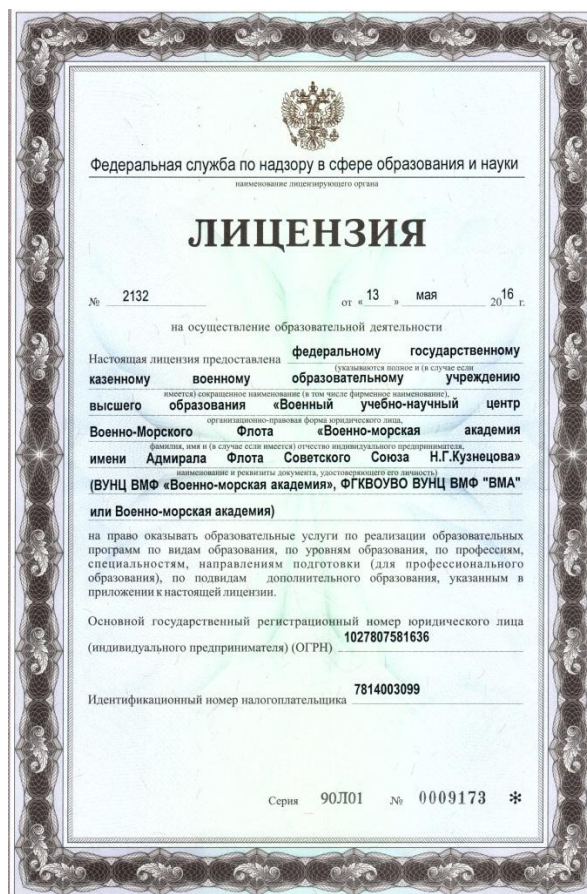 Федеральная служба по надзору в сфере образования и науки
наименование лицензирующего органа
ЛИЦЕНЗИЯ
№ 2132 от « 13 » мая 2016 г.
на осуществление образовательной деятельности
Настоящая лицензия предоставлена федеральному государственному
(указываются полное и (в случае если
казенному военному образовательному учреждению
имеется) сокращенное наименование (в том числе фирменное наименование),
высшего образования «Военный учебно-научный центр
организационно-правовая форма юридического лица,
Военно-Морского Флота «Военно-морская академия
фамилия, имя и (в случае если имеется) отчество индивидуального предпринимателя,
имени Адмирала Флота Советского Союза Н.Г.Кузнецова»
наименование и реквизиты документа, удостоверяющего его личность)
(ВУНЦ ВМФ «Военно-морская академия», ФГКВОУВО ВУНЦ ВМФ "ВМА"
или Военно-морская академия)
на право оказывать образовательные услуги по реализации образовательных
программ по видам образования, по уровням образования, по профессиям,
специальностям, направлениям подготовки (для профессионального
образования), по подвидам дополнительного образования, указанным в
приложении к настоящей лицензии.
Основной государственный регистрационный номер юридического лица
(индивидуального предпринимателя) (ОГРН) 1027807581636
Идентификационный номер налогоплательщика 7814003099
Серия 90Л01 № 0009173 *